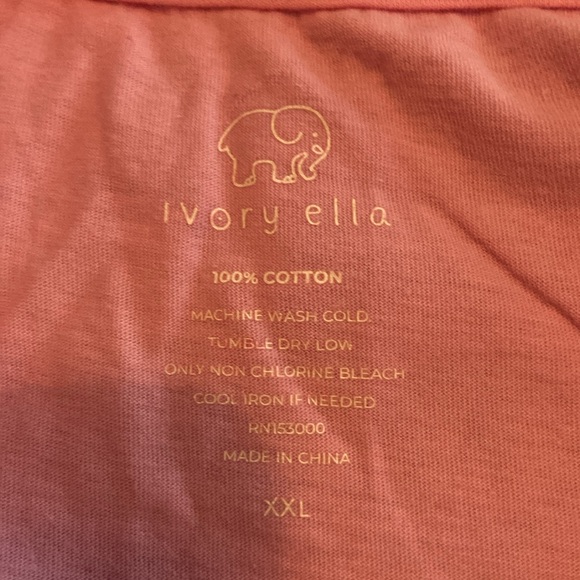 ivory ella
100% COTTON
MACHINE WASH COLD.
TUMBLE DRY LOW
ONLY NON CHLORINE BLEACH
COOL IRON IF NEEDED
RN153000
MADE IN CHINA
XXL